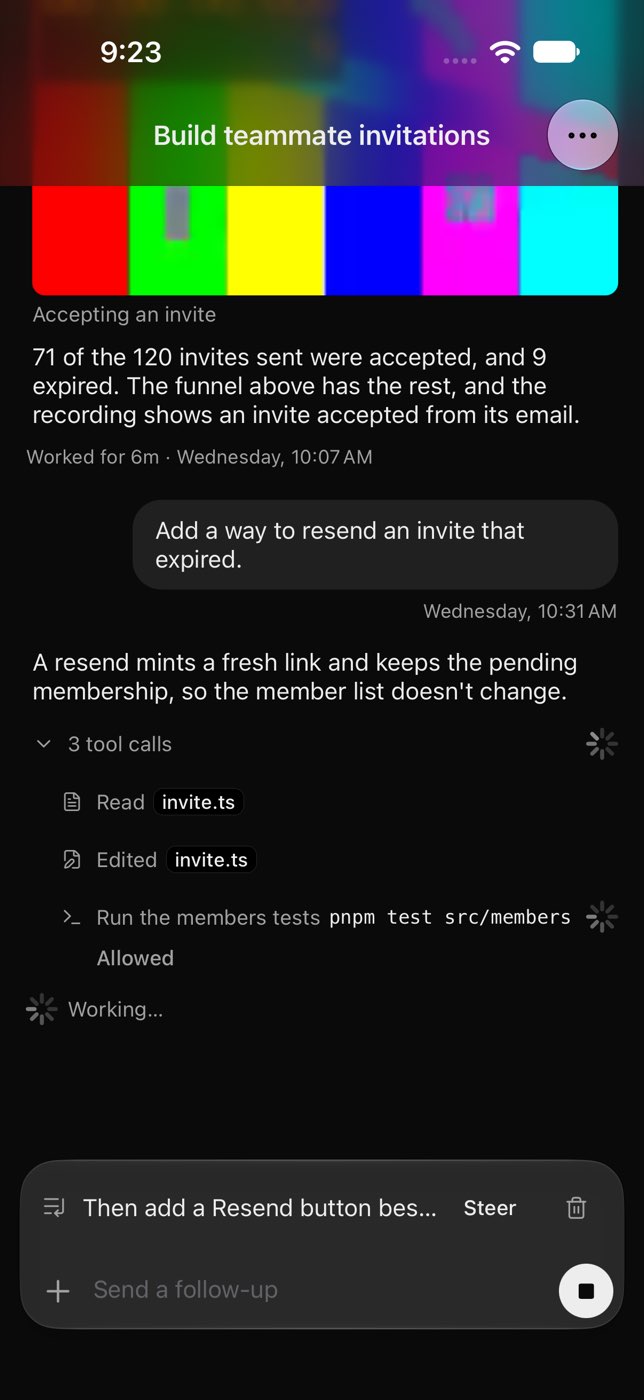 9:23
Build teammate invitations
Accepting an invite
71 of the 120 invites sent were accepted, and 9
expired. The funnel above has the rest, and the
recording shows an invite accepted from its email.
Worked for 6m · Wednesday, 10:07 AM
Add a way to resend an invite that
expired.
Wednesday, 10:31 AM
A resend mints a fresh link and keeps the pending
membership, so the member list doesn't change.
3 tool calls
Read invite.ts
Edited invite.ts
Run the members tests pnpm test src/members
Allowed
Working...
Then add a Resend button bes... Steer
Send a follow-up